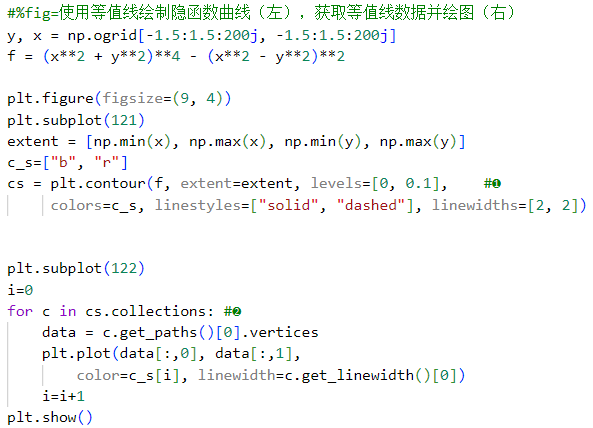 #%fig=使用等值线绘制隐函数曲线（左），获取等值线数据并绘图（右）
y, x = np.ogrid[-1.5:1.5:200j, -1.5:1.5:200j]
f = (x**2 + y**2)**4 - (x**2 - y**2)**2
plt.figure(figsize=(9, 4))
plt.subplot(121)
extent = [np.min(x), np.max(x), np.min(y), np.max(y)]
c_s=["b", "r"]
cs = plt.contour(f, extent=extent, levels=[0, 0.1],    #❶
    colors=c_s, linestyles=["solid", "dashed"], linewidths=[2, 2])
plt.subplot(122)
i=0
for c in cs.collections: #❷
    data = c.get_paths()[0].vertices
    plt.plot(data[:,0], data[:,1],
        color=c_s[i], linewidth=c.get_linewidth()[0])
    i=i+1
plt.show()